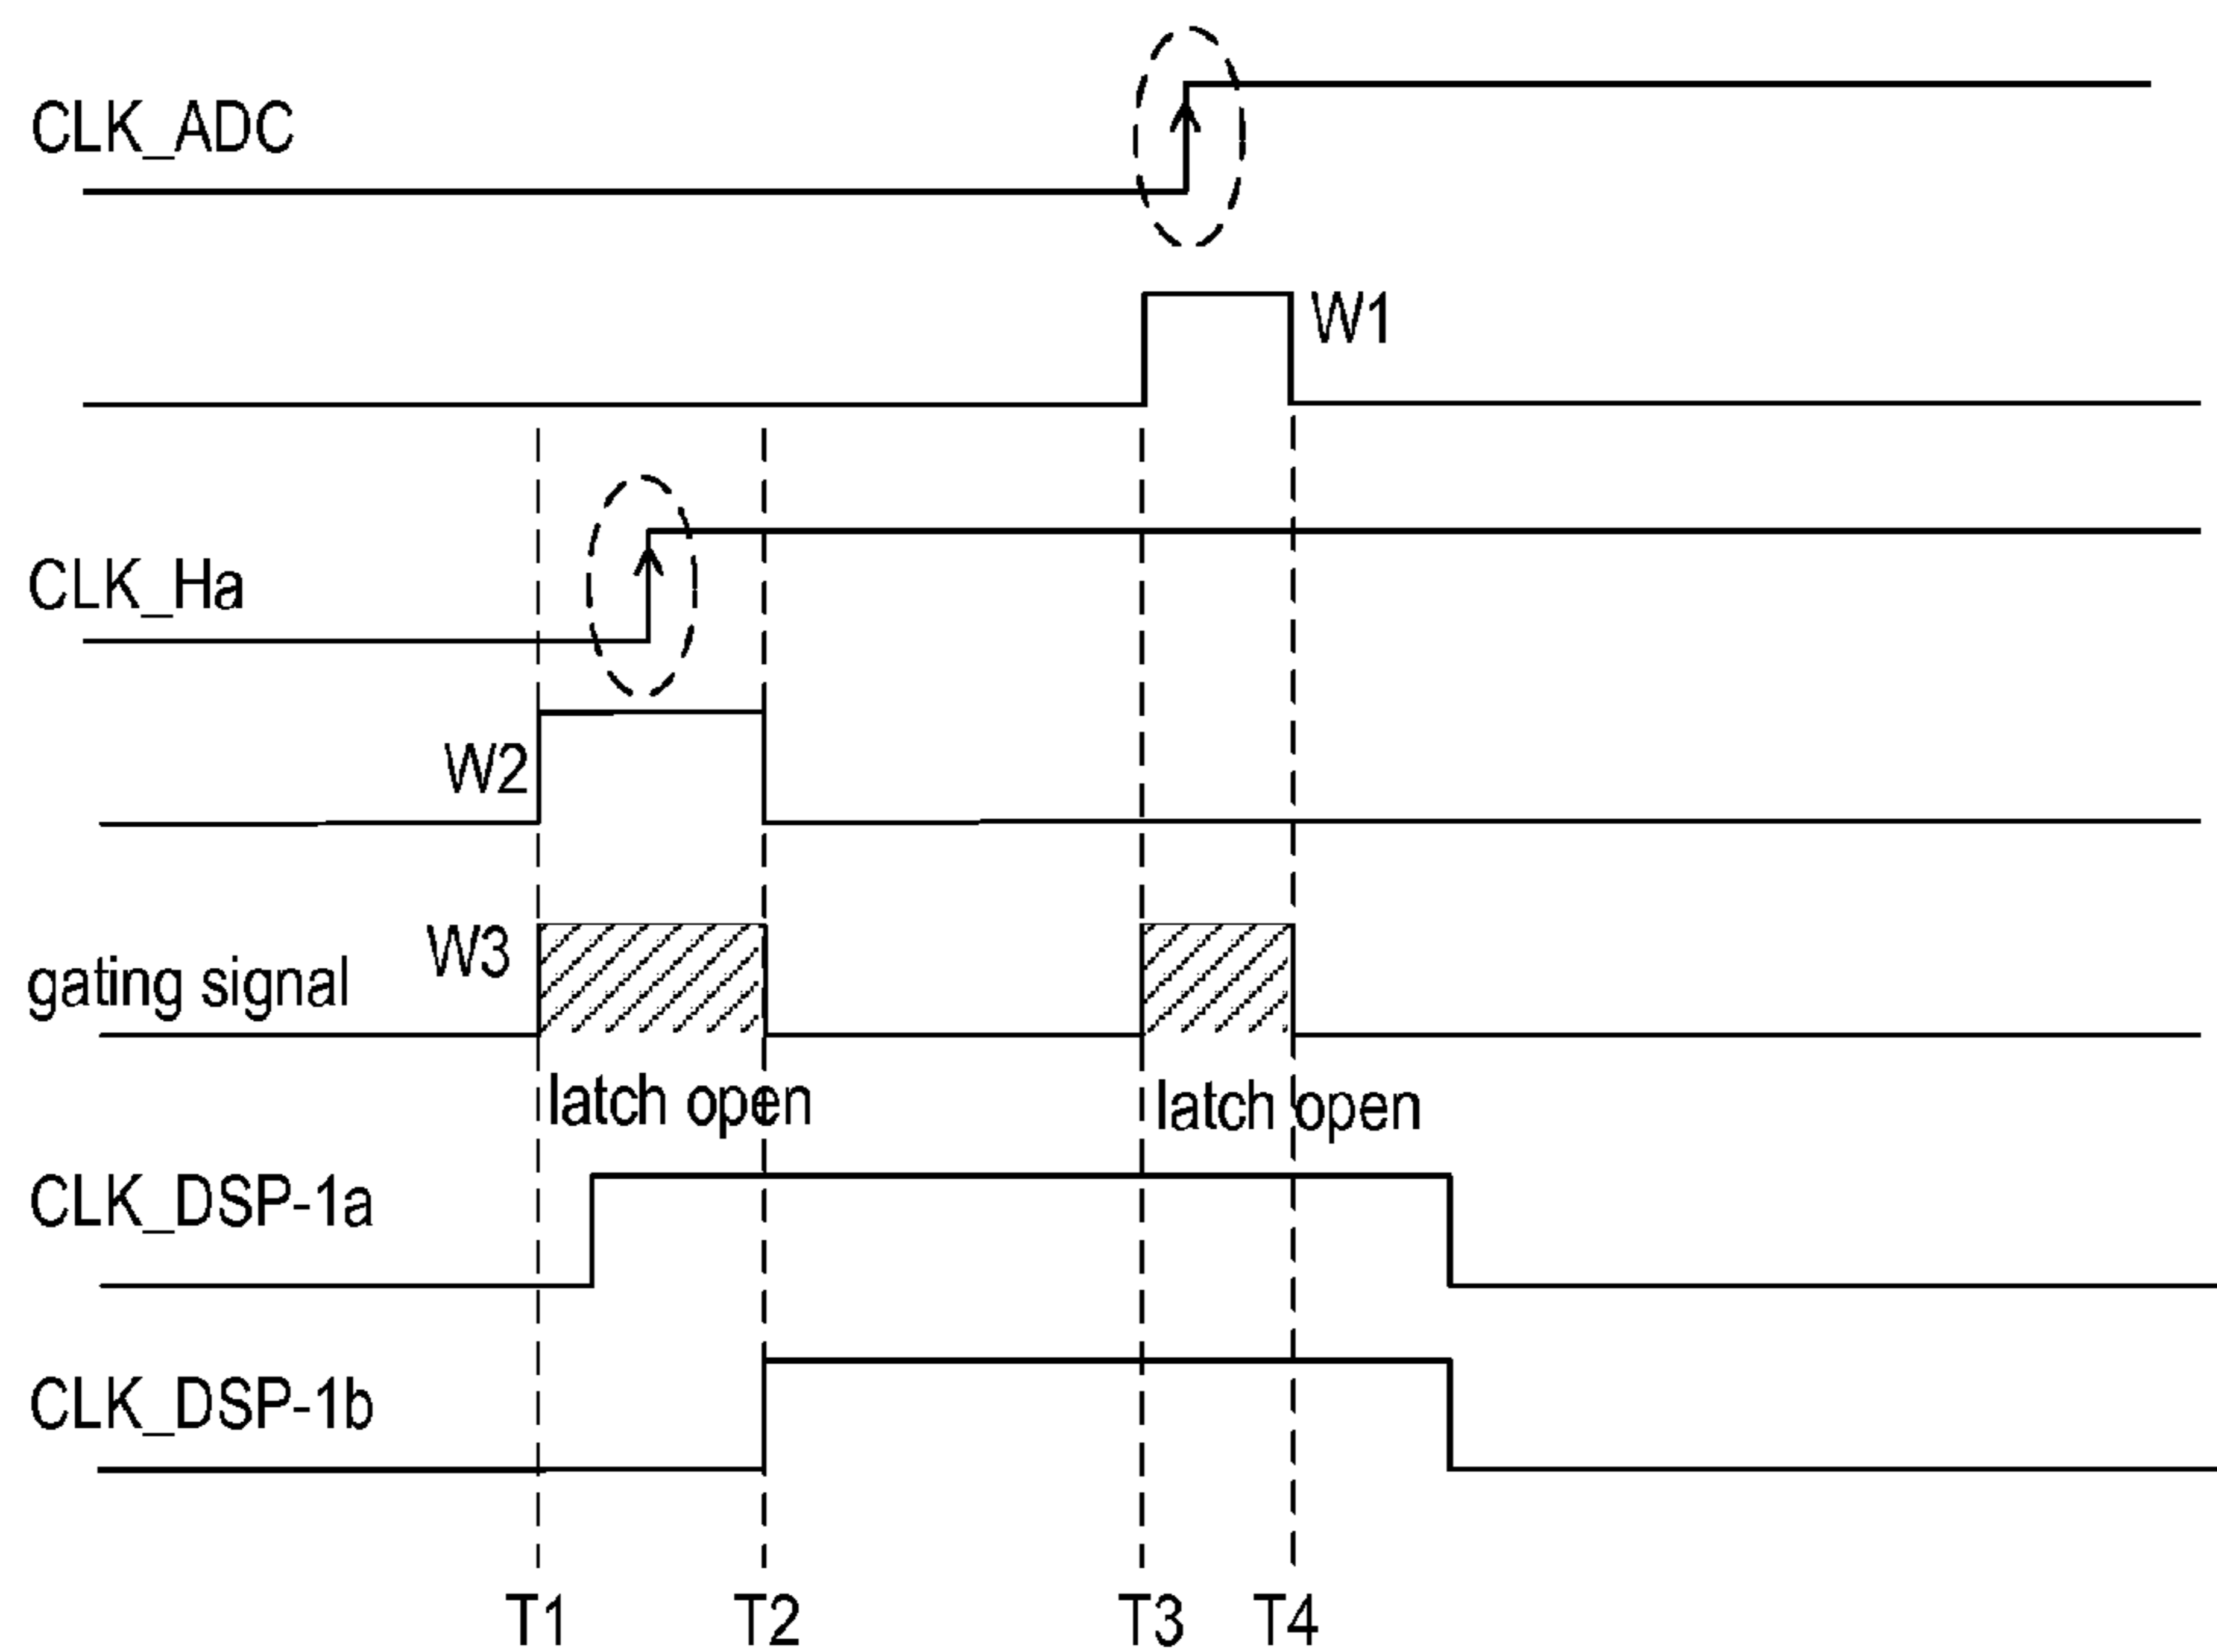 CLK_ADC
W1
CLK_Ha
W2
W3
gating signal
latch open latch open
CLK_DSP-1a
CLK_DSP-1b
T1 T2 T3 T4